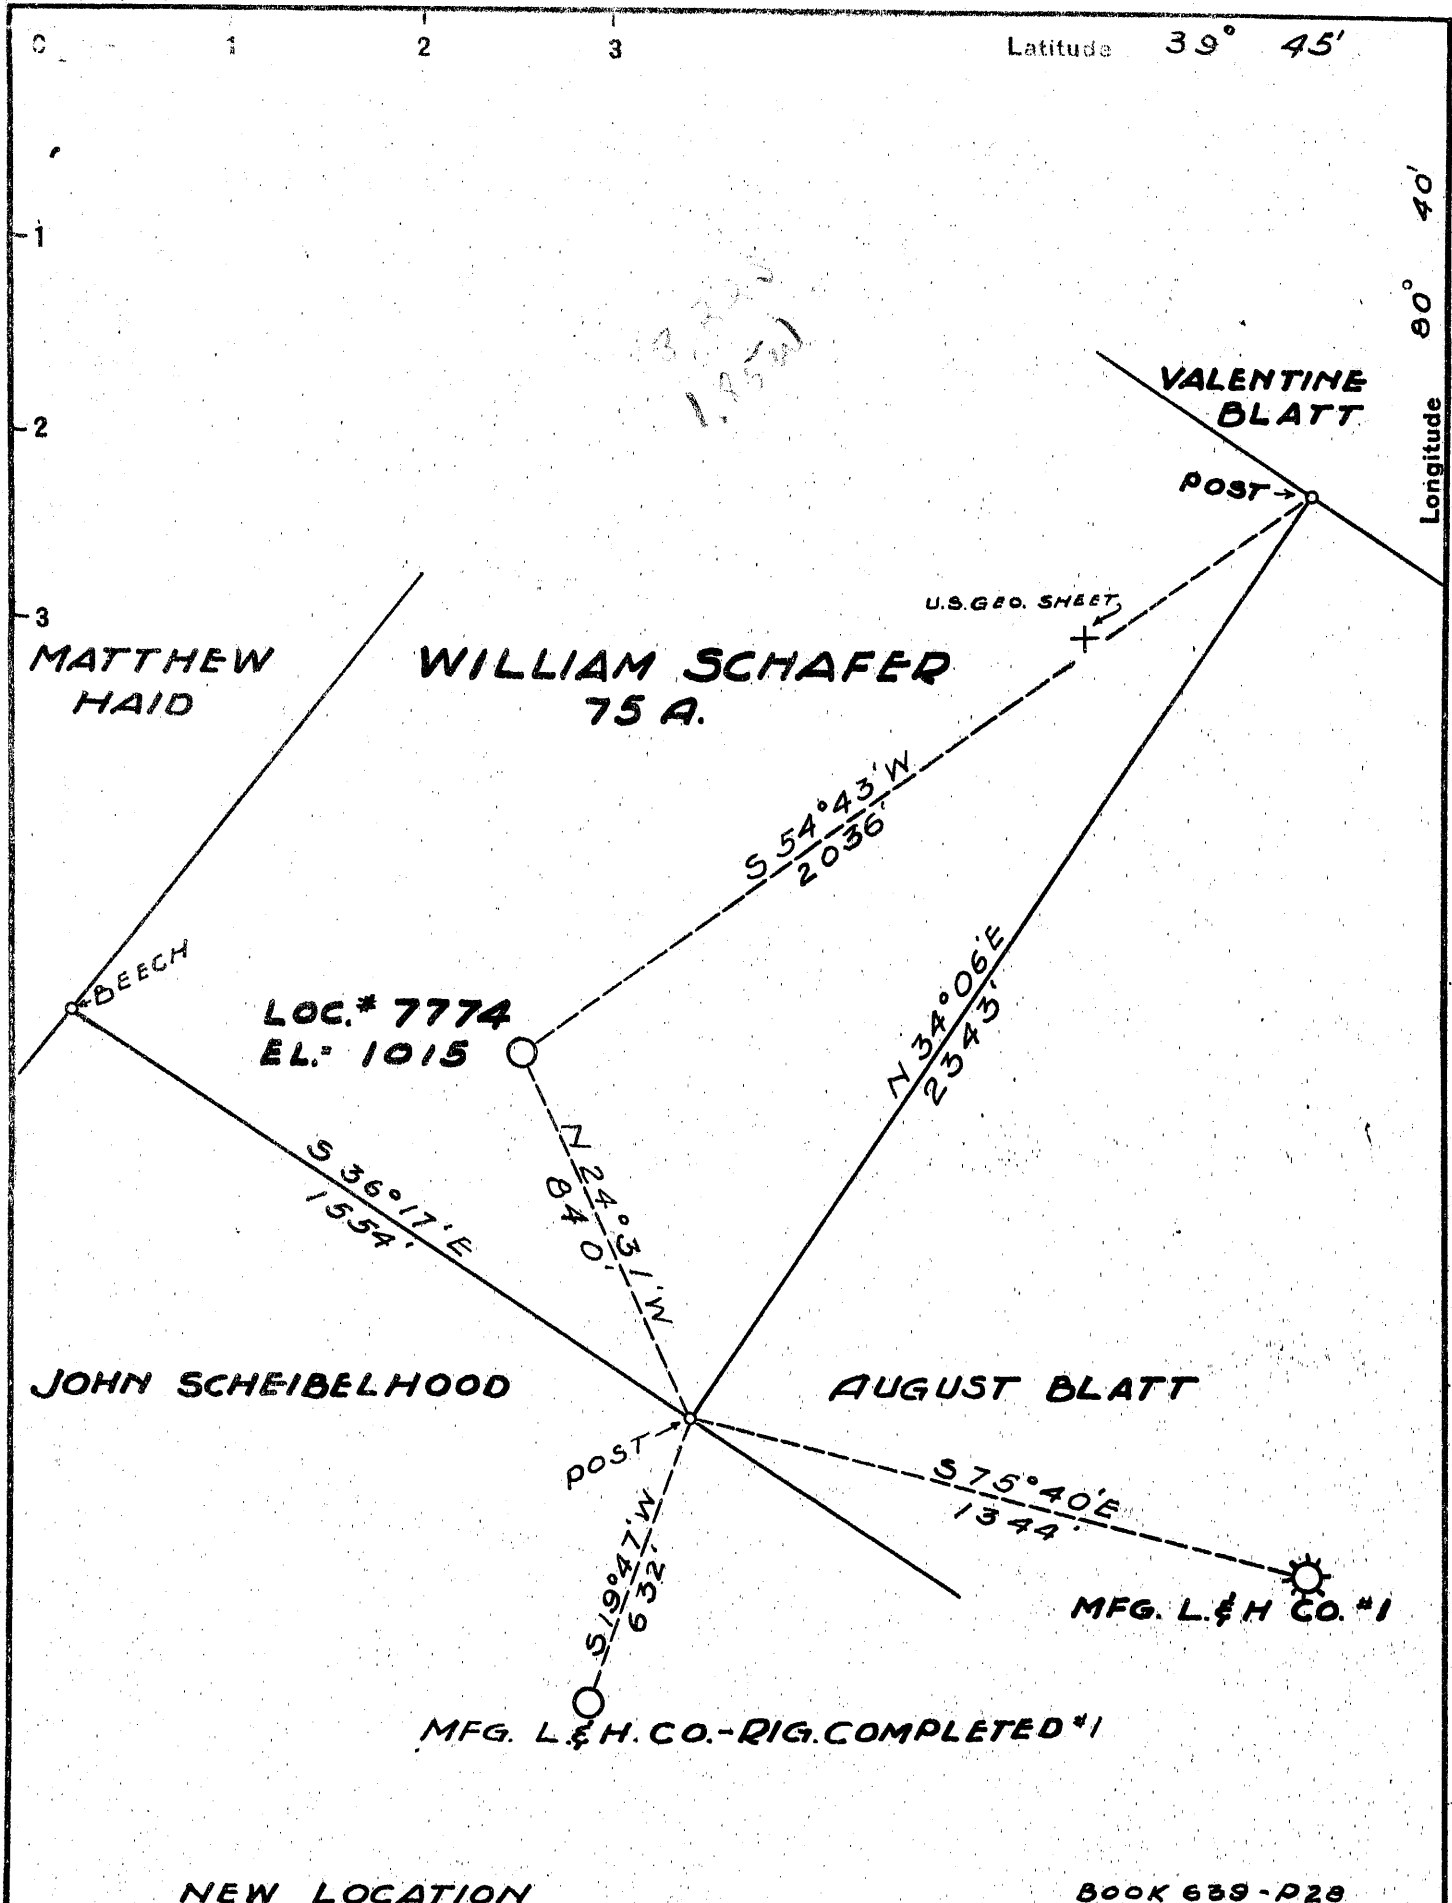 0 1 2 3 Latitude 39° 45'
1
2
3
80° 40'
Longitude
VALENTINE
BLATT
POST
U.S. GEO. SHEET
MATTHEW
HAID
WILLIAM SCHAFER
75 A.
S 54°43' W
2036'
BEECH
LOC.# 7774
EL.= 1015
N 34°06' E
2343'
S 36°17' E
1554'
N 24°31' W
840'
JOHN SCHEIBELHOOD
AUGUST BLATT
POST
S 75°40' E
1344'
S 19°47' W
632'
MFG. L. & H CO. #1
MFG. L. & H. CO.-RIG. COMPLETED #1
NEW LOCATION
BOOK 639-P28